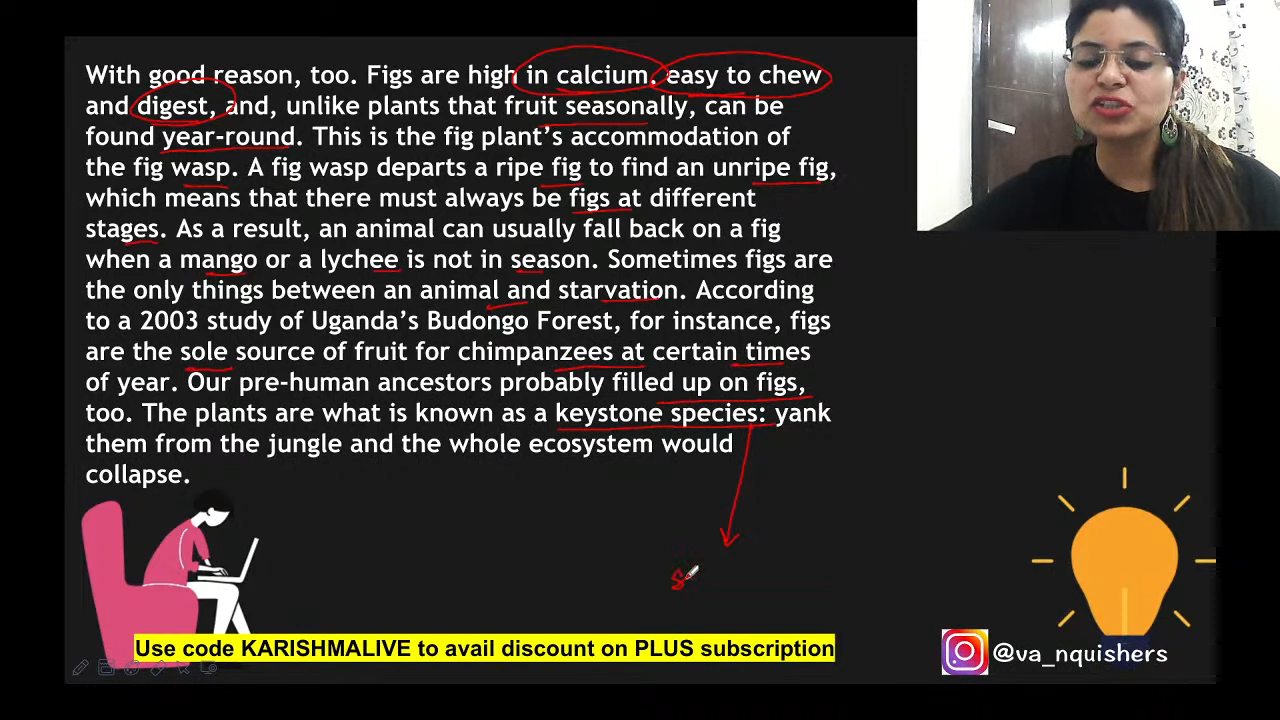 With good reason, too. Figs are high in calcium, easy to chew
and digest, and, unlike plants that fruit seasonally, can be
found year-round. This is the fig plant's accommodation of
the fig wasp. A fig wasp departs a ripe fig to find an unripe fig,
which means that there must always be figs at different
stages. As a result, an animal can usually fall back on a fig
when a mango or a lychee is not in season. Sometimes figs are
the only things between an animal and starvation. According
to a 2003 study of Uganda's Budongo Forest, for instance, figs
are the sole source of fruit for chimpanzees at certain times
of year. Our pre-human ancestors probably filled up on figs,
too. The plants are what is known as a keystone species: yank
them from the jungle and the whole ecosystem would
collapse.
s
Use code KARISHMALIVE to avail discount on PLUS subscription
@va_nquishers